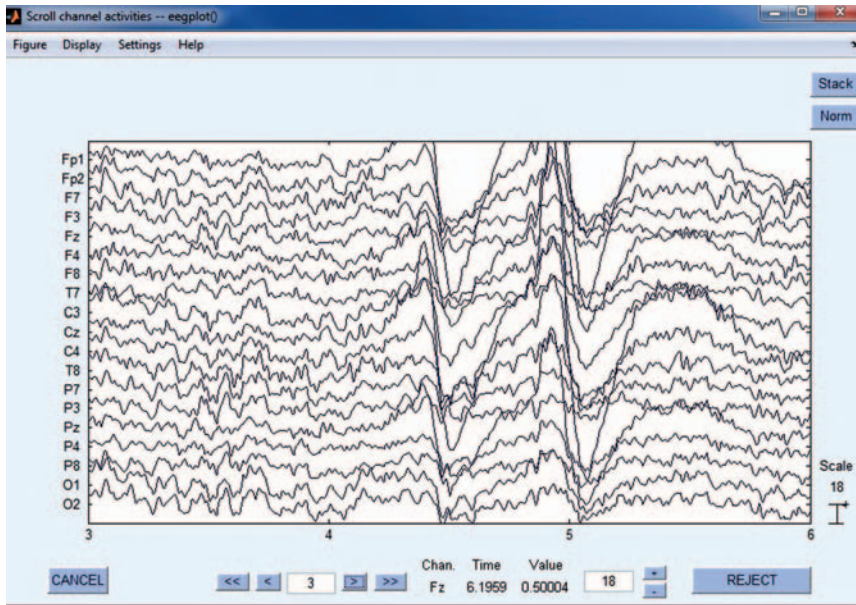 Scroll channel activities -- eegplot()
Figure Display Settings Help
Stack
Norm
Fp1
Fp2
F7
F3
Fz
F4
F8
T7
C3
Cz
C4
T8
P7
P3
Pz
P4
P8
O1
O2
3 4 5 6
Scale
18
+
Chan. Time Value
CANCEL << < 3 > >> Fz 6.1959 0.50004 18 + - REJECT